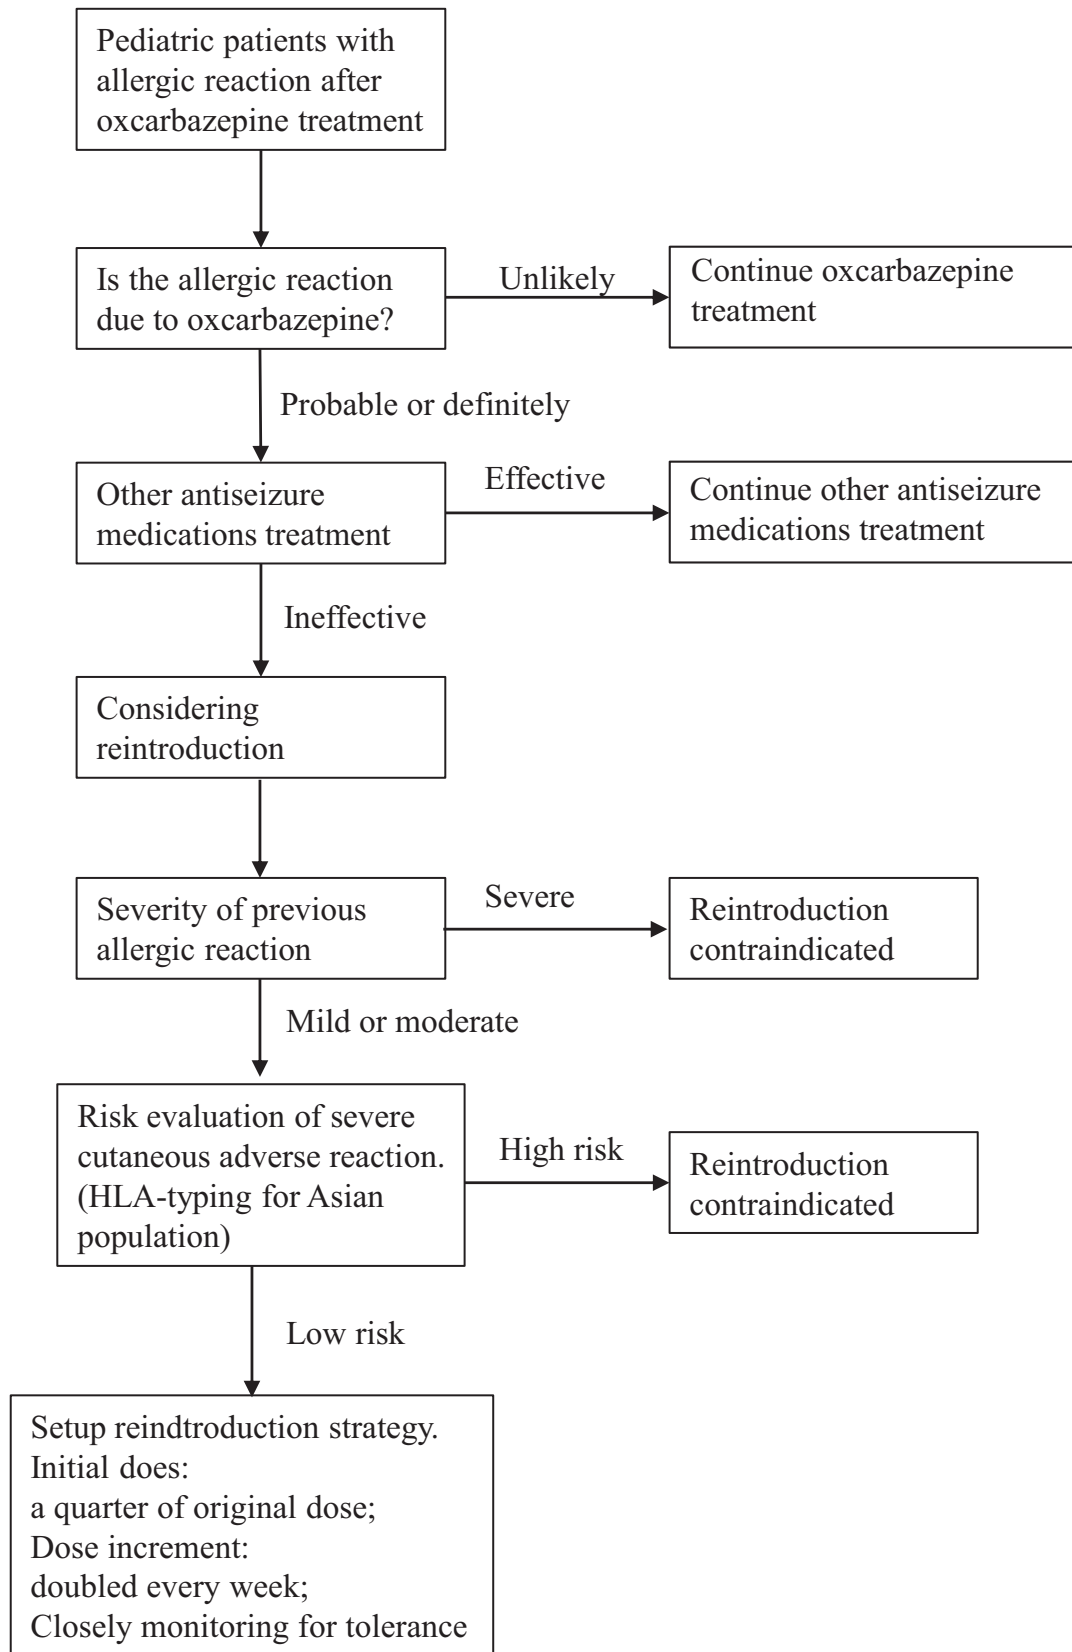 Pediatric patients with
allergic reaction after
oxcarbazepine treatment
Is the allergic reaction
due to oxcarbazepine?
Unlikely
Continue oxcarbazepine
treatment
Probable or definitely
Other antiseizure
medications treatment
Effective
Continue other antiseizure
medications treatment
Ineffective
Considering
reintroduction
Severity of previous
allergic reaction
Severe
Reintroduction
contraindicated
Mild or moderate
Risk evaluation of severe
cutaneous adverse reaction.
(HLA-typing for Asian
population)
High risk
Reintroduction
contraindicated
Low risk
Setup reindtroduction strategy.
Initial does:
a quarter of original dose;
Dose increment:
doubled every week;
Closely monitoring for tolerance